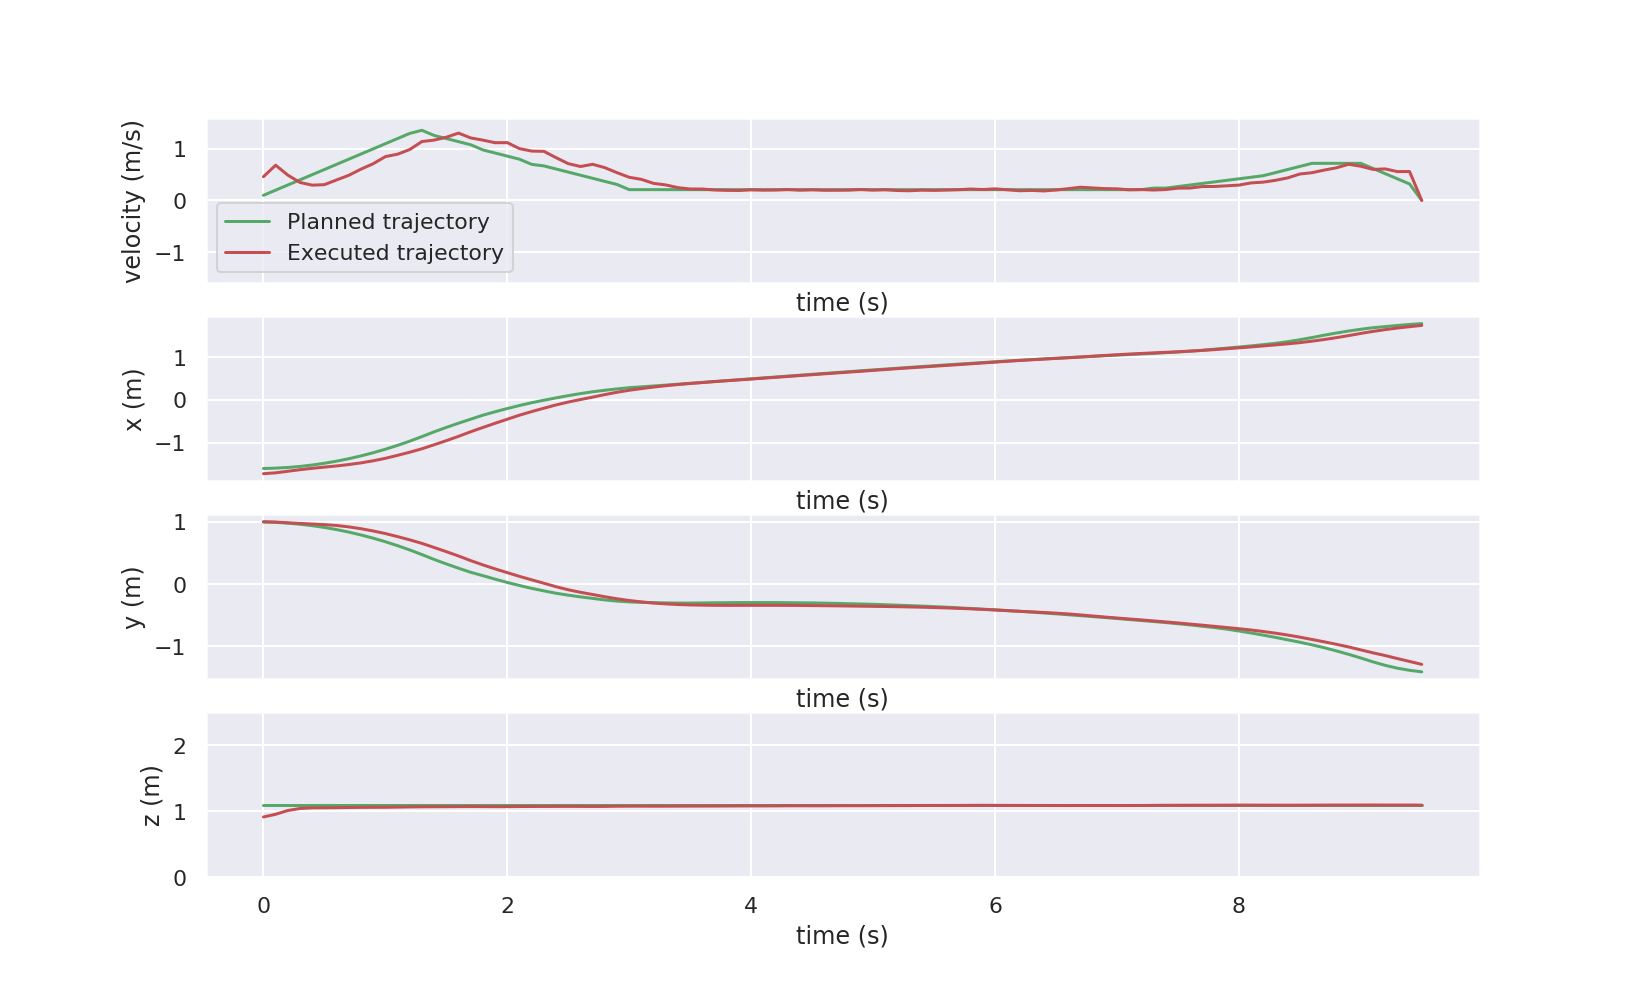 velocity (m/s)
1
0
−1
Planned trajectory
Executed trajectory
time (s)
x (m)
1
0
−1
time (s)
y (m)
1
0
−1
time (s)
z (m)
2
1
0
0 2 4 6 8
time (s)